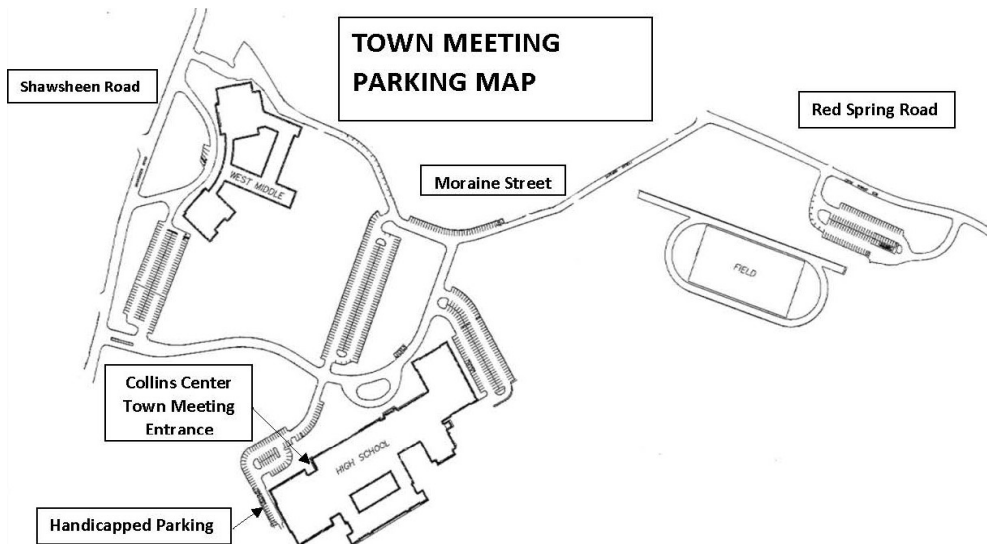 TOWN MEETING
PARKING MAP
Shawsheen Road
Red Spring Road
Moraine Street
WEST MIDDLE
FIELD
Collins Center
Town Meeting
Entrance
HIGH SCHOOL
Handicapped Parking